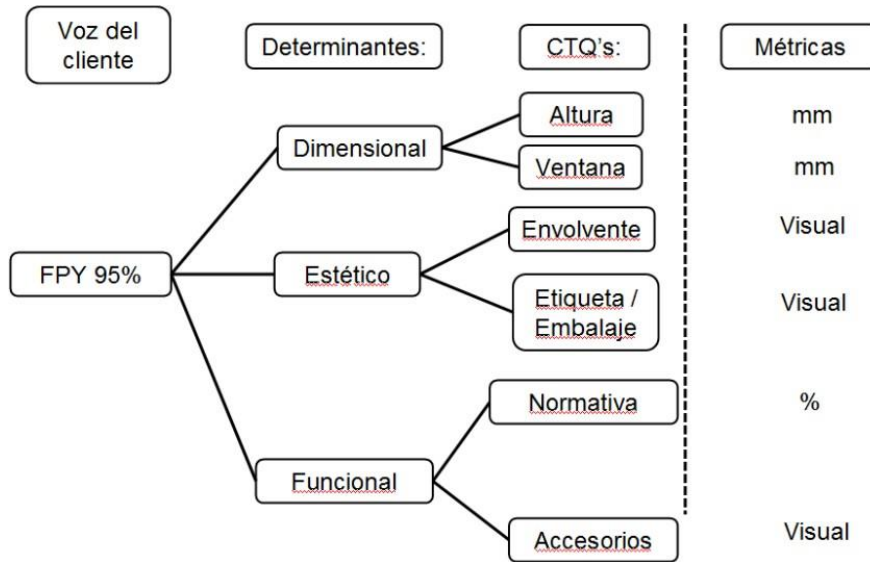 Voz del
cliente
Determinantes:
CTQ's:
Métricas
Altura
mm
Dimensional
Ventana
mm
Envolvente
Visual
FPY 95%
Estético
Etiqueta /
Embalaje
Visual
Normativa
%
Funcional
Accesorios
Visual